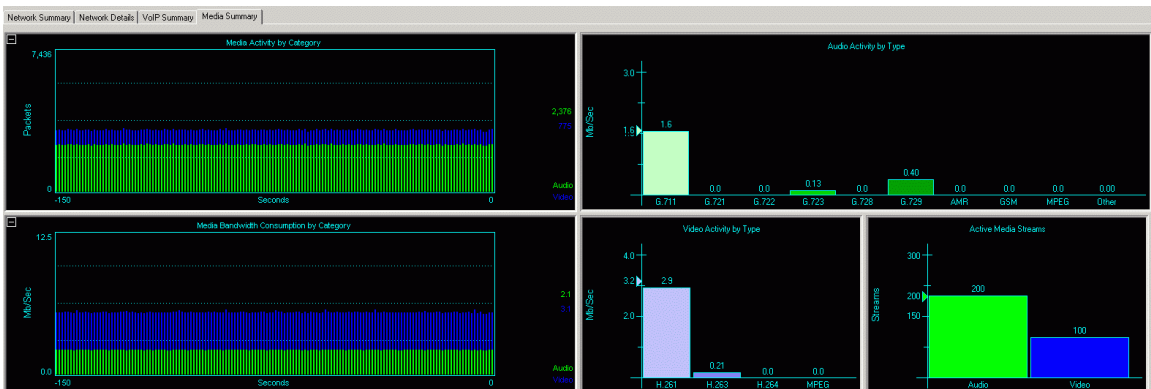 Network Summary
Network Details
VoIP Summary
Media Summary
Media Activity by Category
7,436
Packets
0
-150
Seconds
0
2,376
775
Audio
Video
Audio Activity by Type
3.0
1.6
Mb/Sec
1.6
0.0
0.0
0.13
0.0
0.40
0.0
0.0
0.0
0.00
G.711
G.721
G.722
G.723
G.728
G.729
AMR
GSM
MPEG
Other
Media Bandwidth Consumption by Category
12.5
Mb/Sec
0.0
-150
Seconds
0
2.1
3.1
Audio
Video
Video Activity by Type
4.0
3.2
2.0
Mb/Sec
2.9
0.21
0.0
0.0
H.261
H.263
H.264
MPEG
Active Media Streams
300
200
150
Streams
200
100
Audio
Video